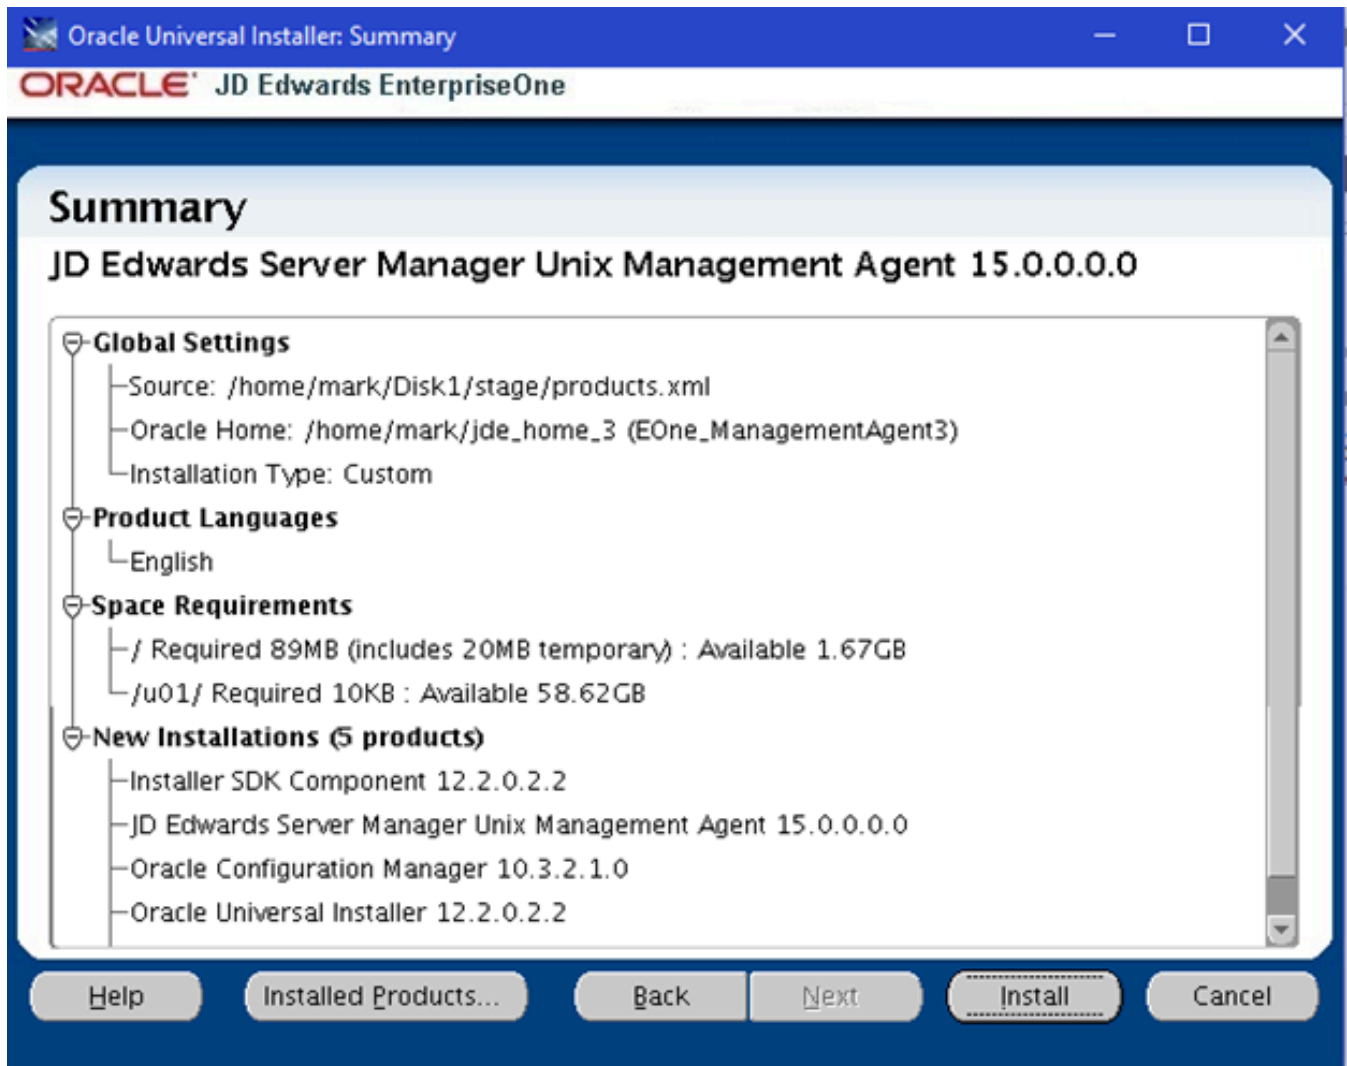 Oracle Universal Installer: Summary
ORACLE JD Edwards EnterpriseOne
Summary
JD Edwards Server Manager Unix Management Agent 15.0.0.0.0
Global Settings
Source: /home/mark/Disk1/stage/products.xml
Oracle Home: /home/mark/jde_home_3 (EOne_ManagementAgent3)
Installation Type: Custom
Product Languages
English
Space Requirements
/ Required 89MB (includes 20MB temporary) : Available 1.67GB
/u01/ Required 10KB : Available 58.62GB
New Installations (5 products)
Installer SDK Component 12.2.0.2.2
JD Edwards Server Manager Unix Management Agent 15.0.0.0.0
Oracle Configuration Manager 10.3.2.1.0
Oracle Universal Installer 12.2.0.2.2
Help Installed Products... Back Next Install Cancel